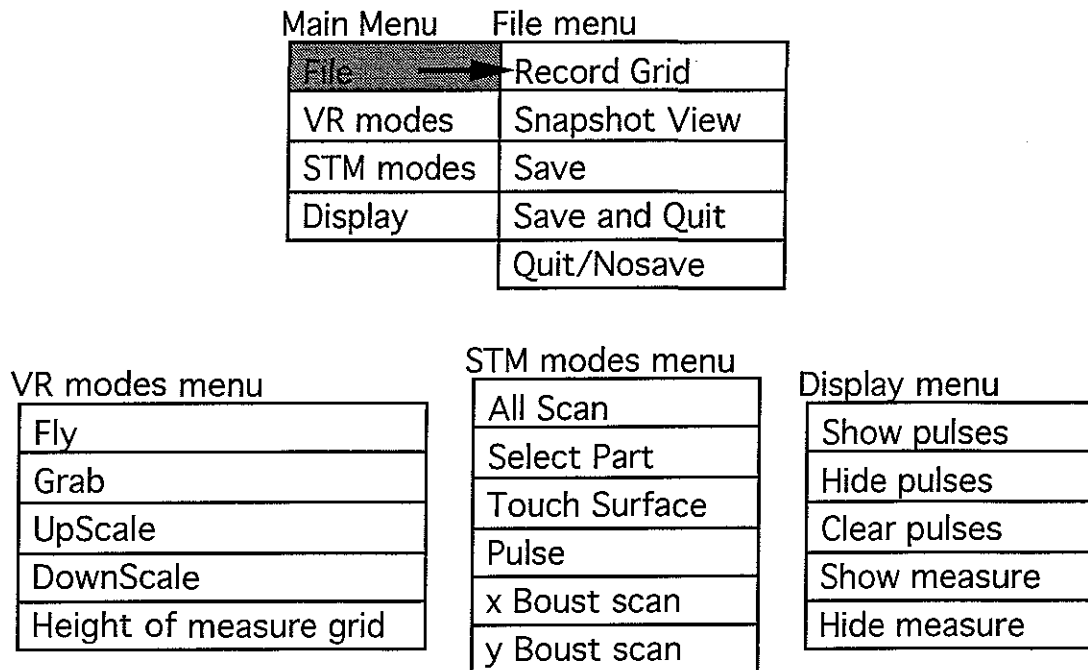 Main Menu File menu
File Record Grid
VR modes Snapshot View
STM modes Save
Display Save and Quit
Quit/Nosave
VR modes menu
Fly
Grab
UpScale
DownScale
Height of measure grid
STM modes menu
All Scan
Select Part
Touch Surface
Pulse
x Boust scan
y Boust scan
Display menu
Show pulses
Hide pulses
Clear pulses
Show measure
Hide measure